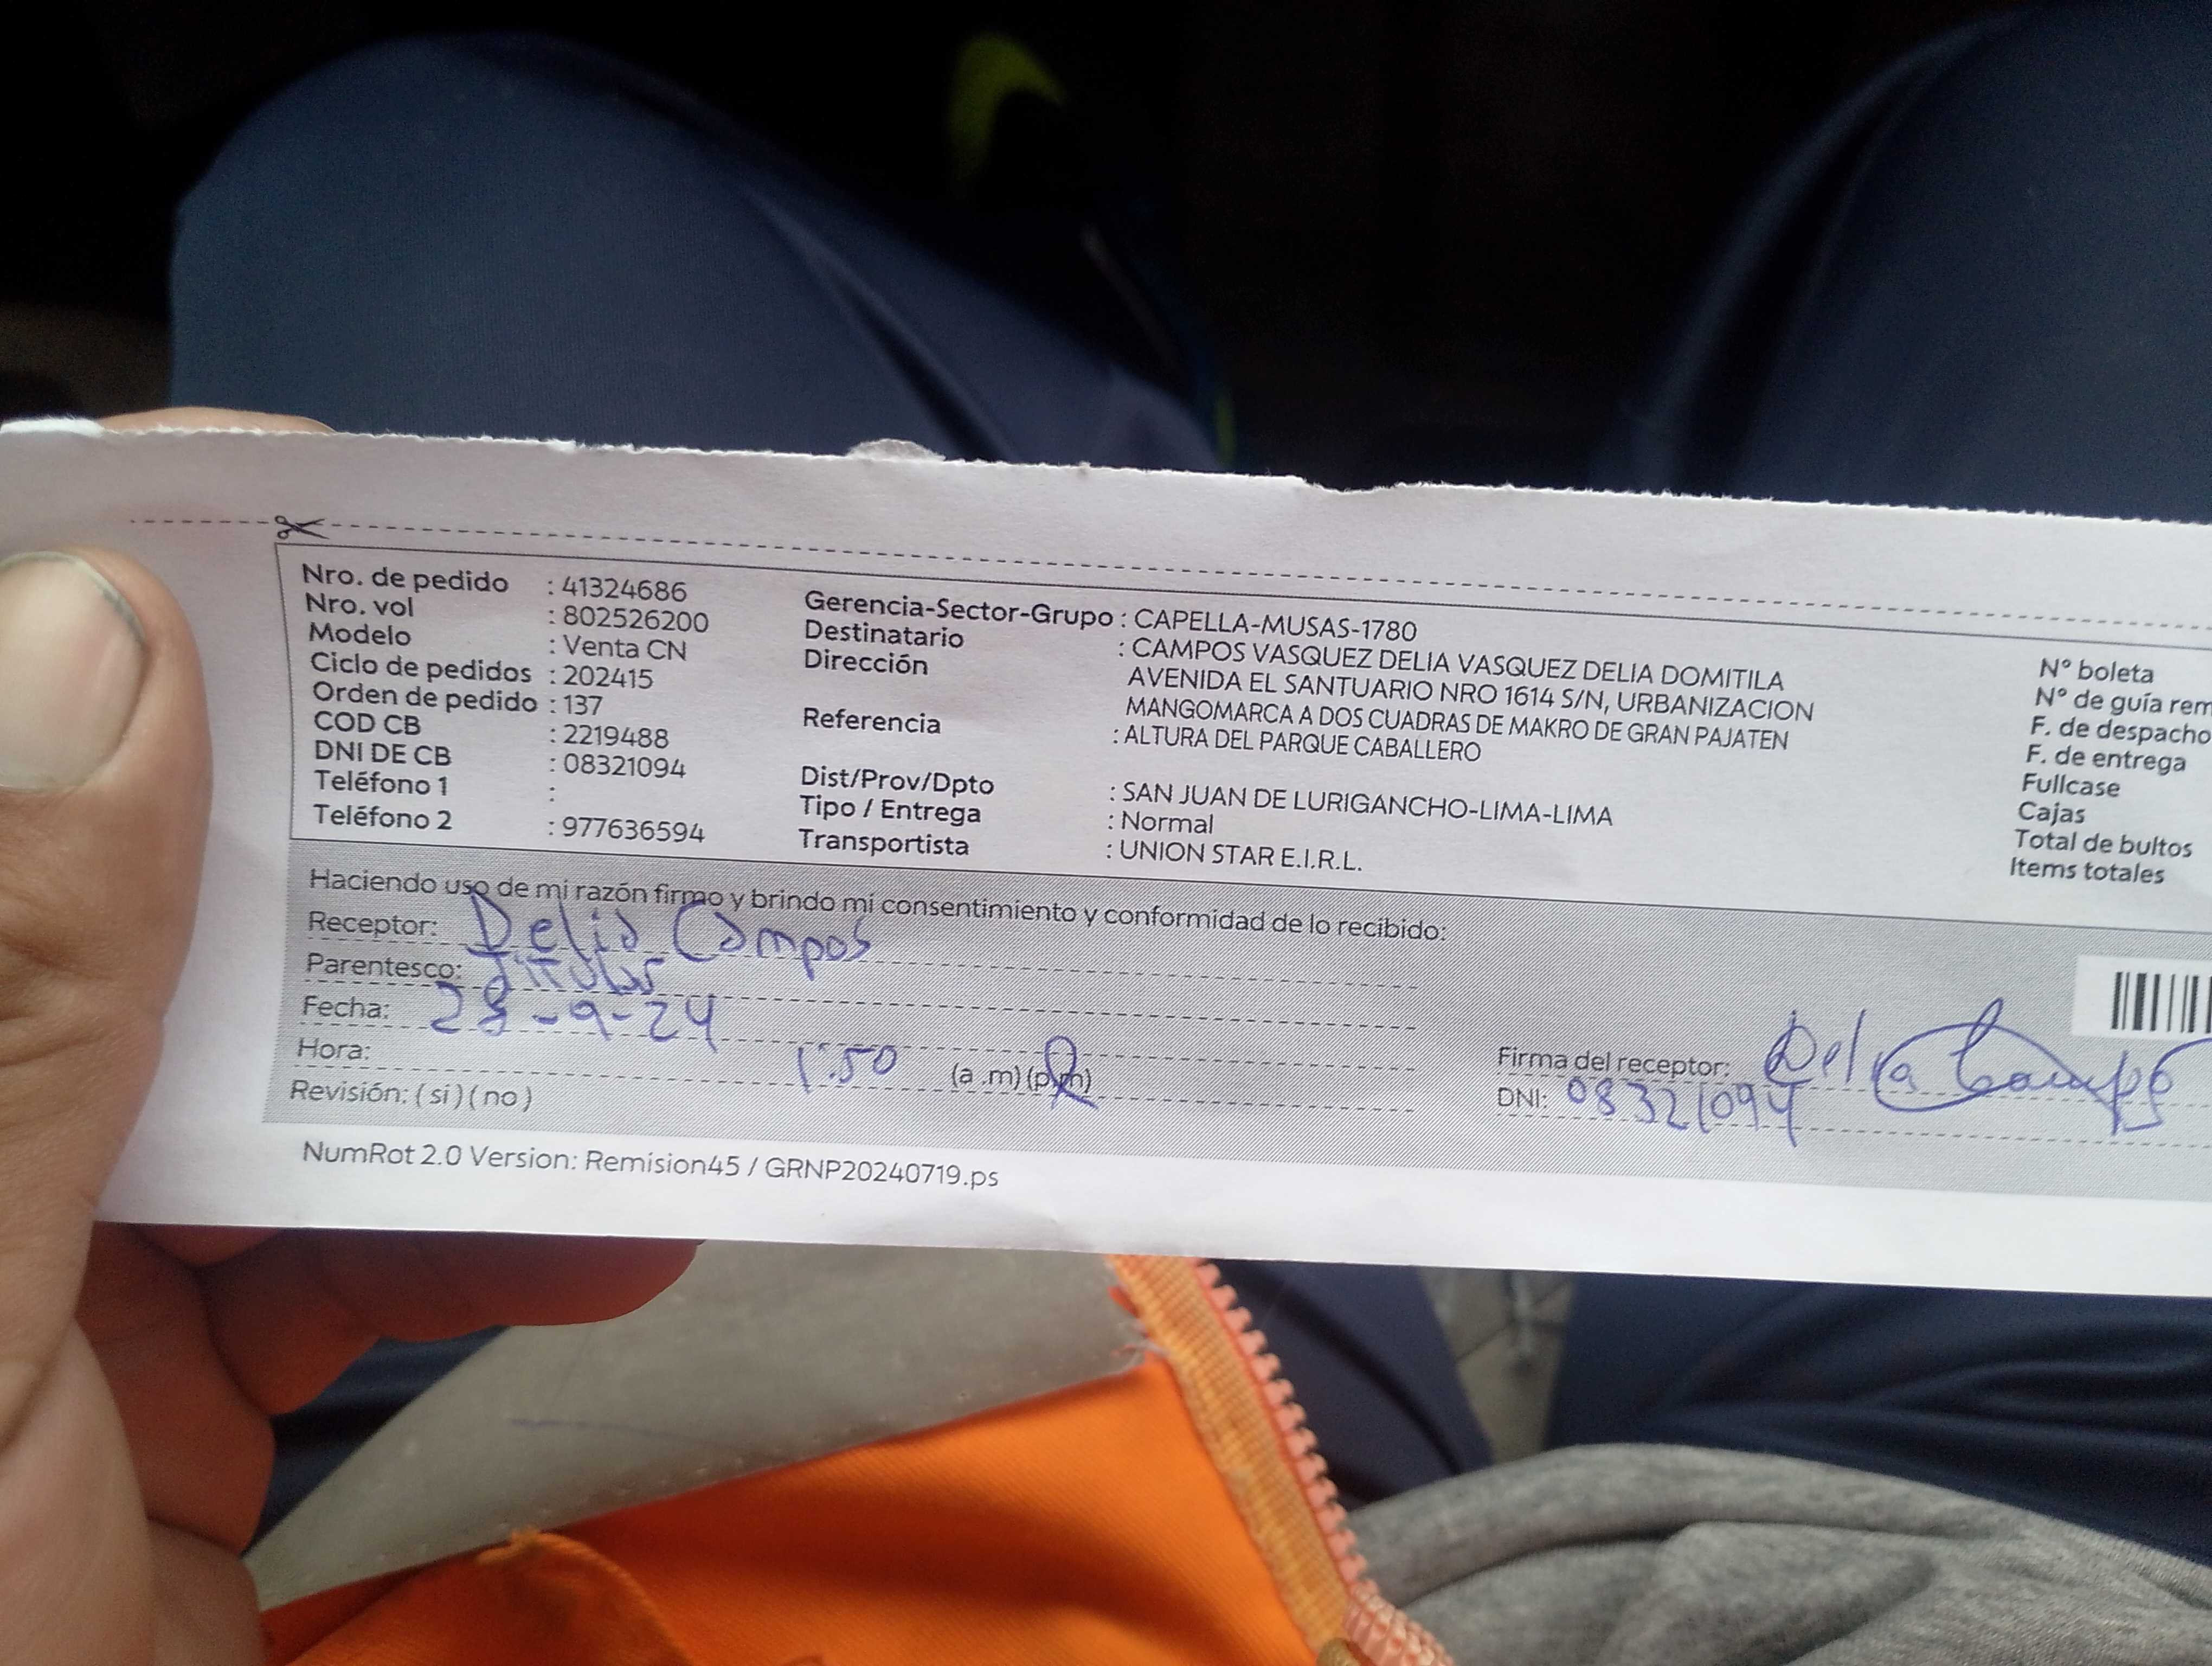 Nro. de pedido : 41324686
Nro. vol : 802526200
Modelo : Venta CN
Ciclo de pedidos : 202415
Orden de pedido : 137
COD CB : 2219488
DNI DE CB : 08321094
Teléfono 1 :
Teléfono 2 : 977636594
Gerencia-Sector-Grupo : CAPELLA-MUSAS-1780
Destinatario : CAMPOS VASQUEZ DELIA VASQUEZ DELIA DOMITILA
Dirección AVENIDA EL SANTUARIO NRO 1614 S/N, URBANIZACION
MANGOMARCA A DOS CUADRAS DE MAKRO DE GRAN PAJATEN
Referencia : ALTURA DEL PARQUE CABALLERO
Dist/Prov/Dpto : SAN JUAN DE LURIGANCHO-LIMA-LIMA
Tipo / Entrega : Normal
Transportista : UNION STAR E.I.R.L.
N° boleta
N° de guía rem
F. de despacho
F. de entrega
Fullcase
Cajas
Total de bultos
Items totales
Haciendo uso de mi razón firmo y brindo mi consentimiento y conformidad de lo recibido:
Receptor: Delia Campos
Parentesco: titular
Fecha: 28-9-24
Hora: 1:50 (a .m) (p.m)
Revisión: ( si ) ( no )
Firma del receptor: Delia Campos
DNI: 08321094
NumRot 2.0 Version: Remision45 / GRNP20240719.ps